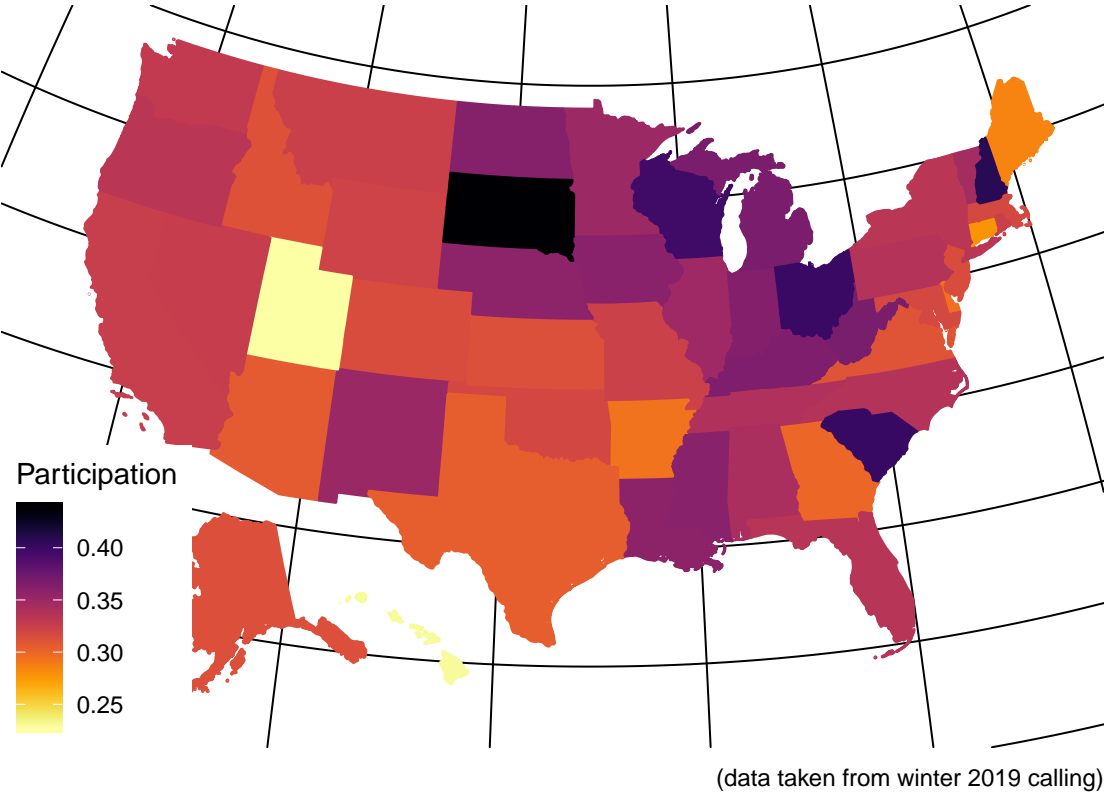 Participation
0.40
0.35
0.30
0.25
(data taken from winter 2019 calling)